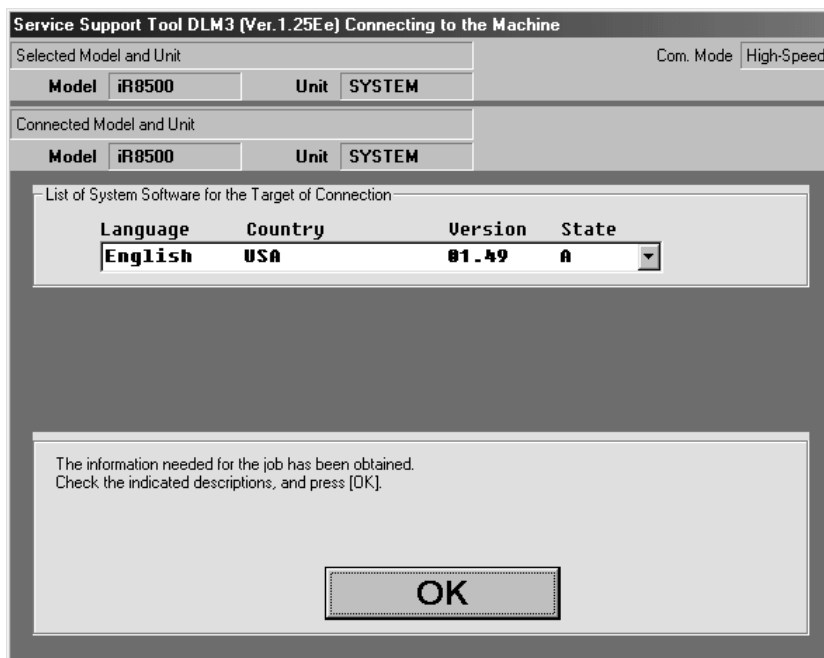 Service Support Tool DLM3 (Ver.1.25Ee) Connecting to the Machine
Selected Model and Unit Com. Mode High-Speed
Model iR8500 Unit SYSTEM
Connected Model and Unit
Model iR8500 Unit SYSTEM
List of System Software for the Target of Connection
Language Country Version State
English USA 01.49 A
The information needed for the job has been obtained.
Check the indicated descriptions, and press [OK].
OK